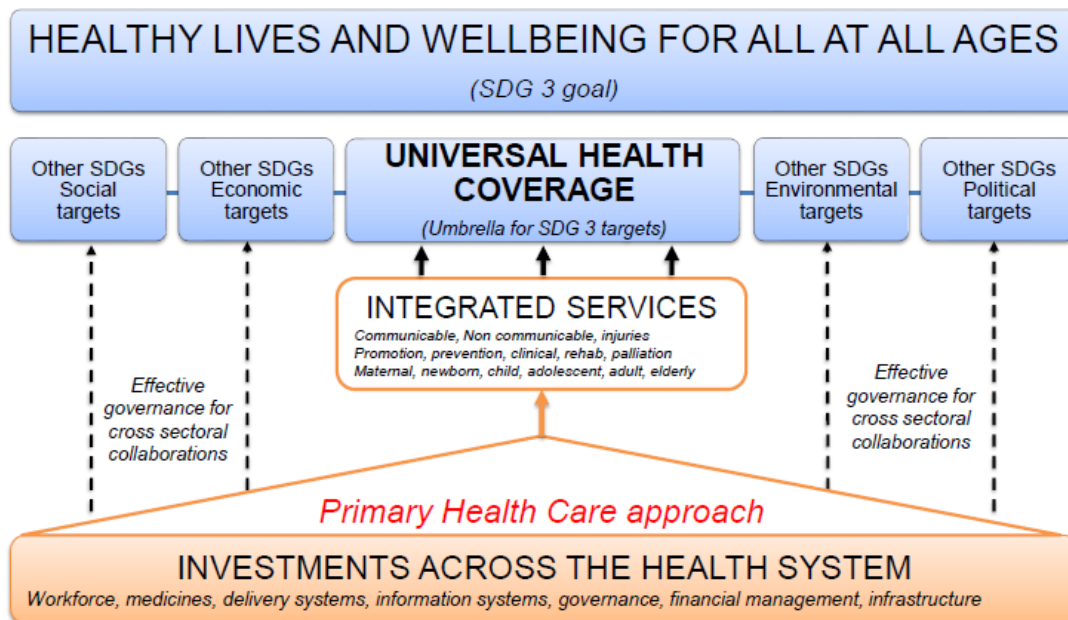 HEALTHY LIVES AND WELLBEING FOR ALL AT ALL AGES
(SDG 3 goal)
Other SDGs
Social
targets
Other SDGs
Economic
targets
UNIVERSAL HEALTH
COVERAGE
(Umbrella for SDG 3 targets)
Other SDGs
Environmental
targets
Other SDGs
Political
targets
INTEGRATED SERVICES
Communicable, Non communicable, injuries
Promotion, prevention, clinical, rehab, palliation
Maternal, newborn, child, adolescent, adult, elderly
Effective
governance for
cross sectoral
collaborations
Effective
governance for
cross sectoral
collaborations
Primary Health Care approach
INVESTMENTS ACROSS THE HEALTH SYSTEM
Workforce, medicines, delivery systems, information systems, governance, financial management, infrastructure